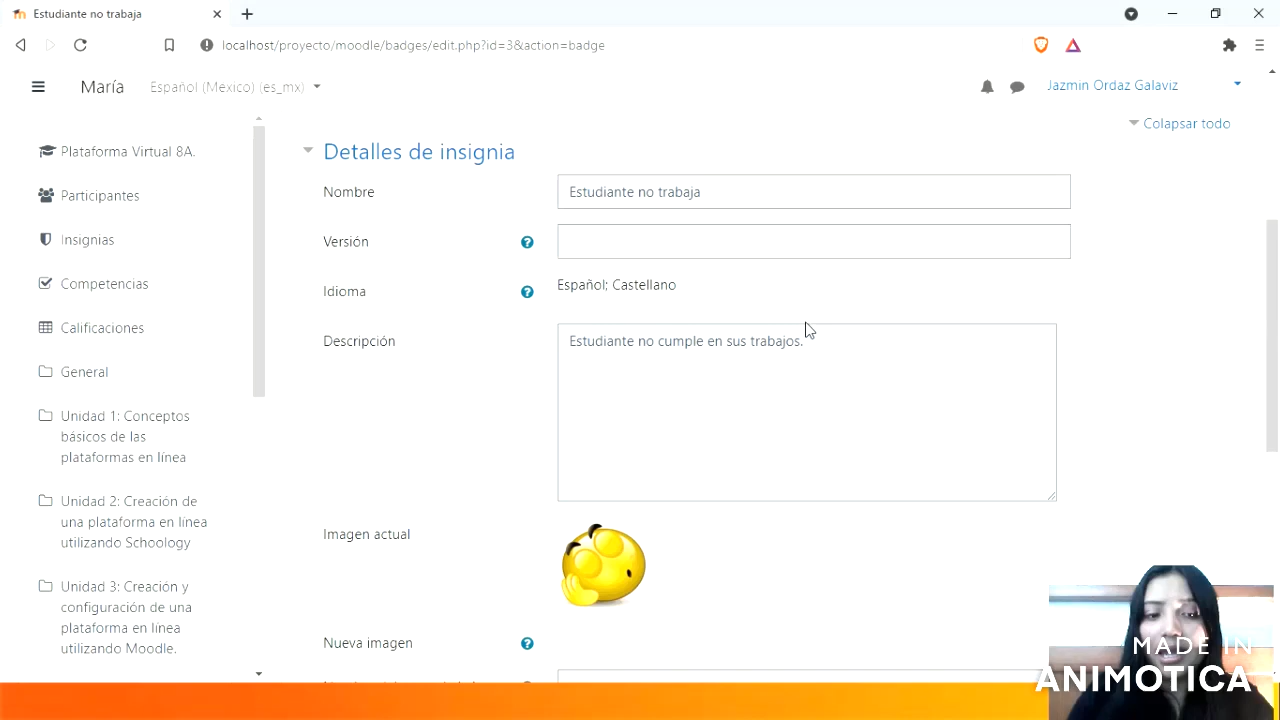 Estudiante no trabaja
localhost/proyecto/moodle/badges/edit.php?id=3&action=badge
María
Español (Mexico) (es_mx)
Jazmin Ordaz Galaviz
Colapsar todo
Plataforma Virtual 8A.
Participantes
Insignias
Competencias
Calificaciones
General
Unidad 1: Conceptos
básicos de las
plataformas en línea
Unidad 2: Creación de
una plataforma en línea
utilizando Schoology
Unidad 3: Creación y
configuración de una
plataforma en línea
utilizando Moodle.
Detalles de insignia
Nombre
Estudiante no trabaja
Versión
Idioma
Español; Castellano
Descripción
Estudiante no cumple en sus trabajos.
Imagen actual
Nueva imagen
MADE IN
ANIMOTICA